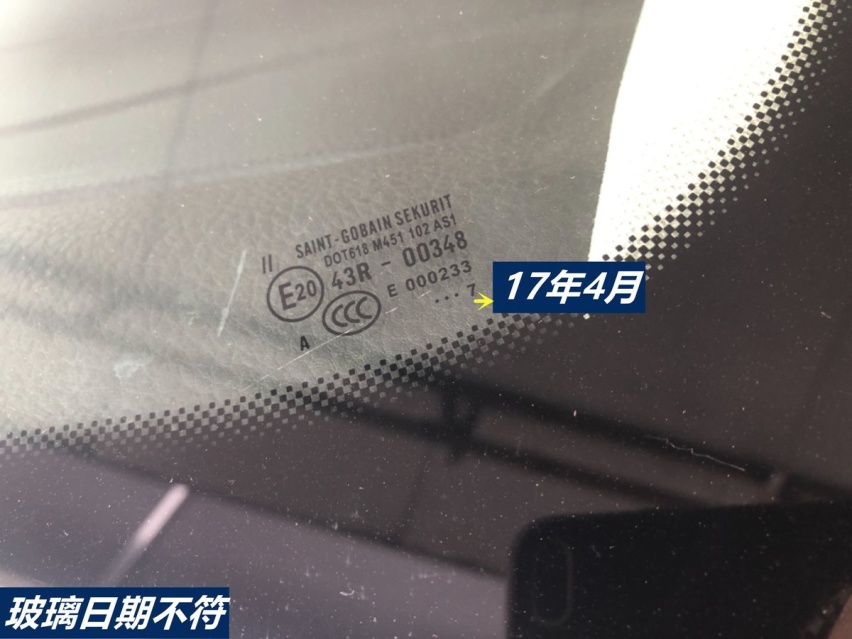 II SAINT-GOBAIN SEKURIT
DOT618 M451 102 AS1
E20 43R - 00348
CCC E 000233
... 7
A
17年4月
玻璃日期不符